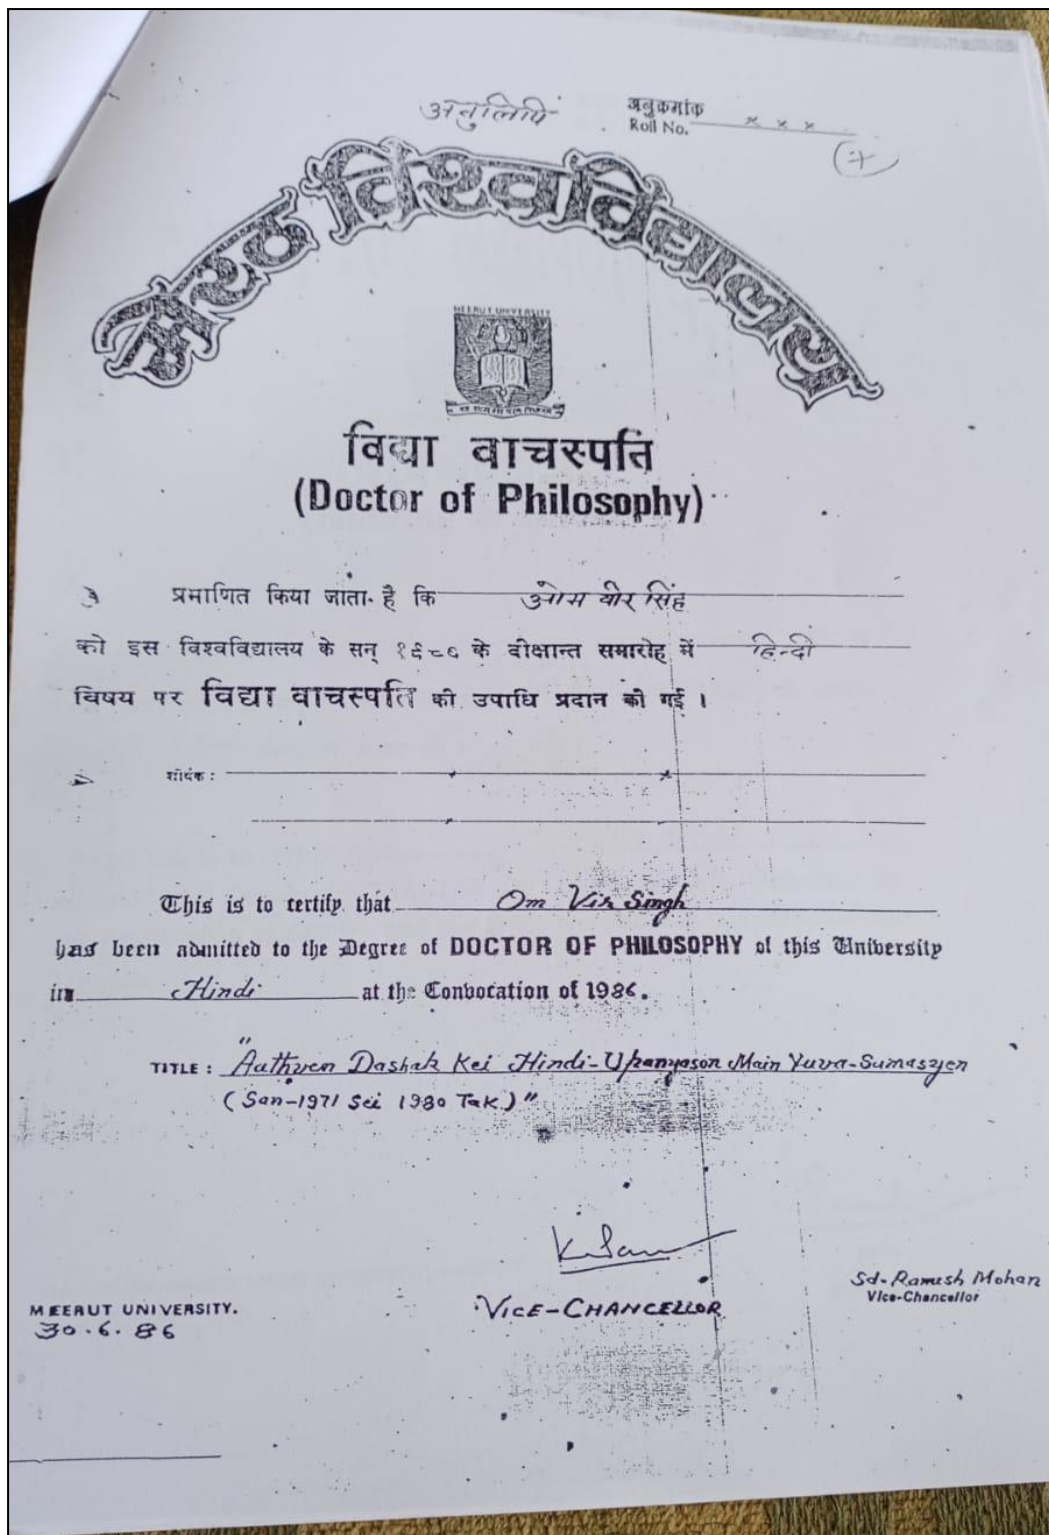 अनुलिपि
अनुक्रमांक
Roll No. x x x
मेरठ विश्वविद्यालय
MEERUT UNIVERSITY
विद्या वाचस्पति
(Doctor of Philosophy)
प्रमाणित किया जाता है कि ओम वीर सिंह
को इस विश्वविद्यालय के सन् १९८६ के दीक्षान्त समारोह में हिन्दी
विषय पर विद्या वाचस्पति की उपाधि प्रदान की गई ।
शीर्षक : x x
This is to certify that Om Vir Singh
has been admitted to the Degree of DOCTOR OF PHILOSOPHY of this University
in Hindi at the Convocation of 1986.
TITLE : "Aathven Dashak Kei Hindi-Upanyason Main Yuva-Sumasyen
(San-1971 Sei 1980 Tak)"
Sd-Ramesh Mohan
VICE-CHANCELLOR
Vice-Chancellor
MEERUT UNIVERSITY.
30.6.86